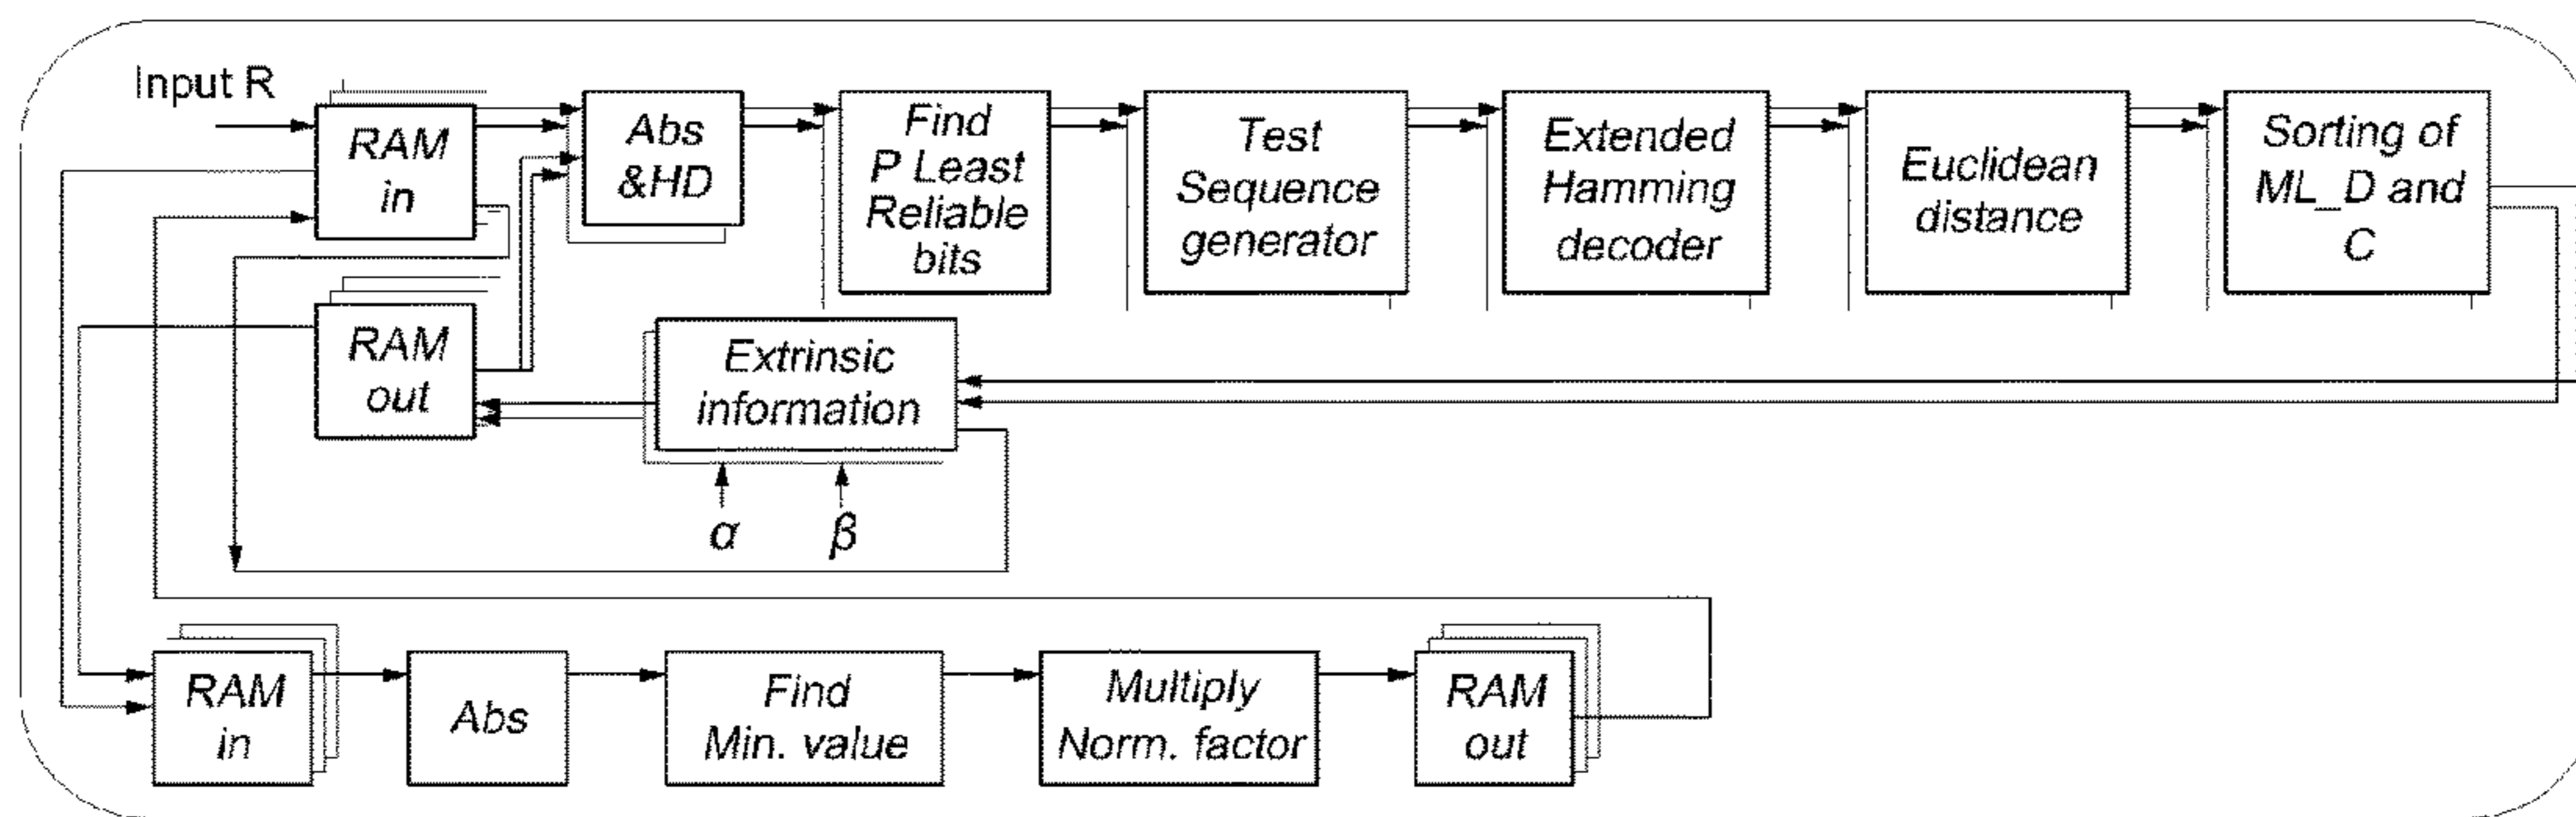 Input R
RAM
in
Abs
&HD
Find
P Least
Reliable
bits
Test
Sequence
generator
Extended
Hamming
decoder
Euclidean
distance
Sorting of
ML_D and
C
RAM
out
Extrinsic
information
α
β
RAM
in
Abs
Find
Min. value
Multiply
Norm. factor
RAM
out